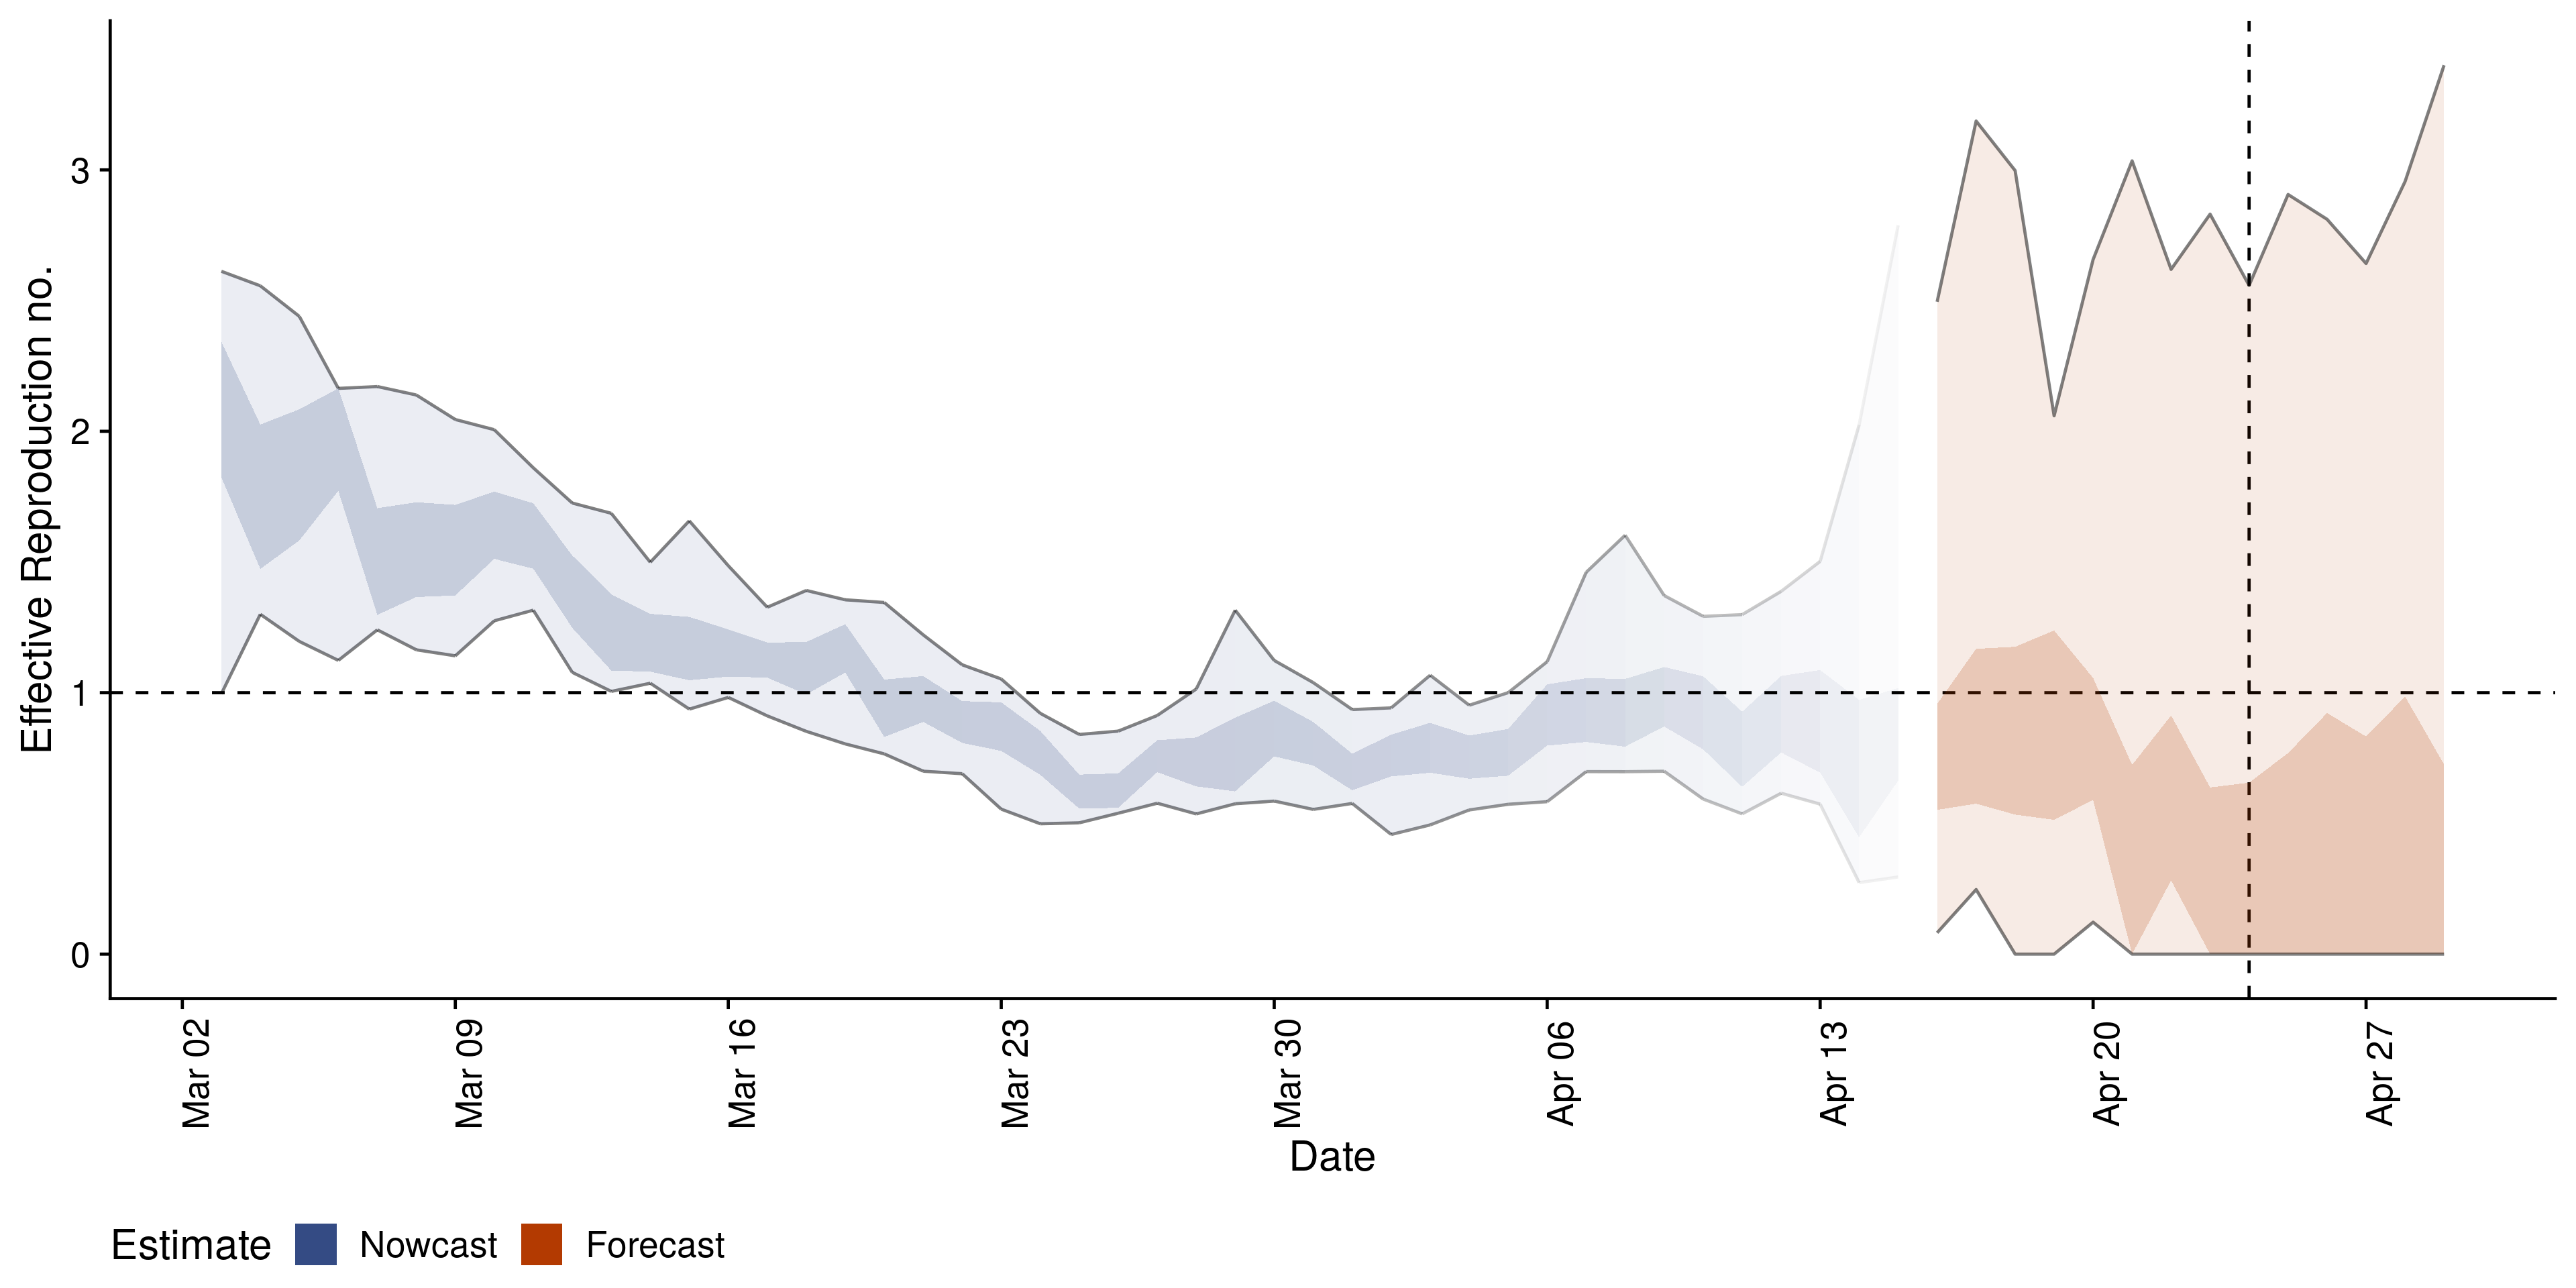 Effective Reproduction no.
3
2
1
0
Mar 02
Mar 09
Mar 16
Mar 23
Mar 30
Apr 06
Apr 13
Apr 20
Apr 27
Date
Estimate Nowcast Forecast